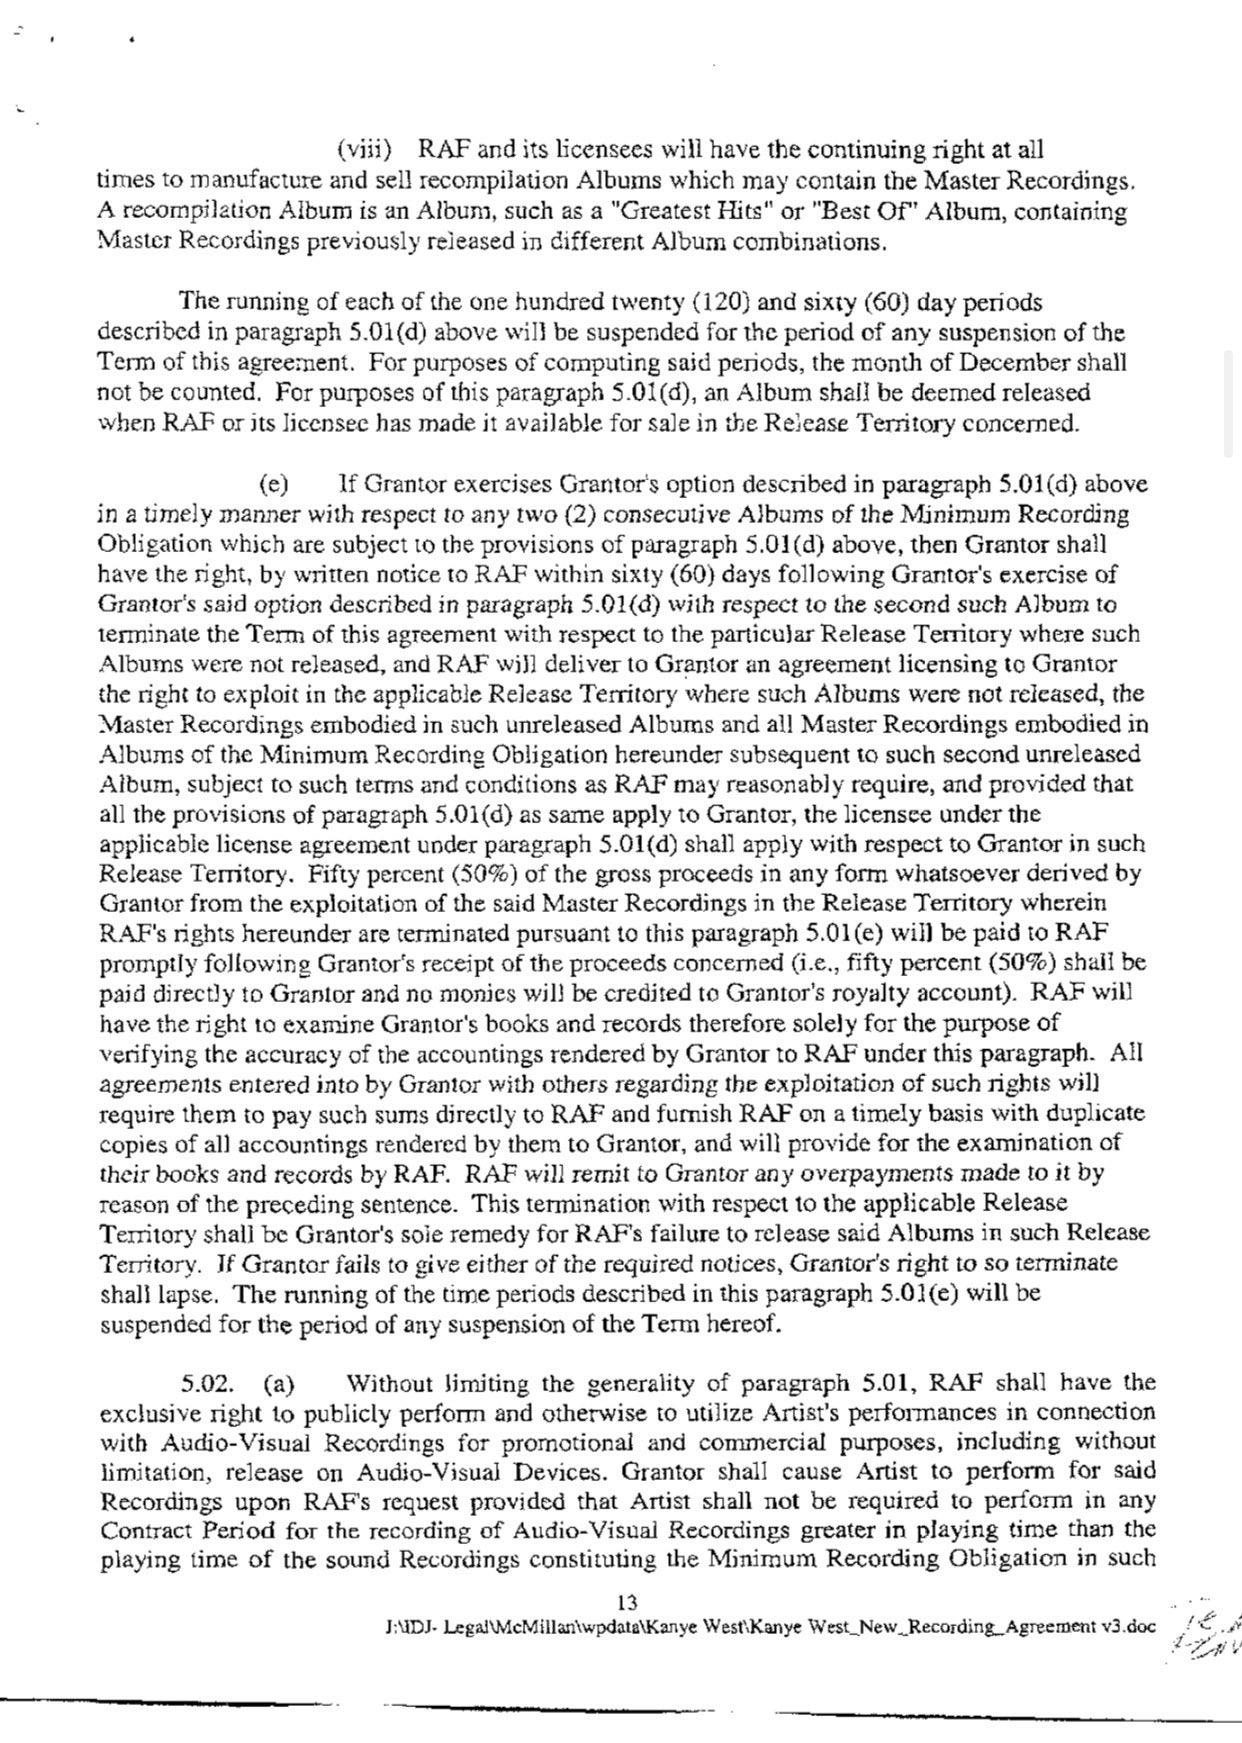 (viii) RAF and its licensees will have the continuing right at all
times to manufacture and sell recompilation Albums which may contain the Master Recordings.
A recompilation Album is an Album, such as a "Greatest Hits" or "Best Of" Album, containing
Master Recordings previously released in different Album combinations.
The running of each of the one hundred twenty (120) and sixty (60) day periods
described in paragraph 5.01(d) above will be suspended for the period of any suspension of the
Term of this agreement. For purposes of computing said periods, the month of December shall
not be counted. For purposes of this paragraph 5.01(d), an Album shall be deemed released
when RAF or its licensee has made it available for sale in the Release Territory concerned.
(e) If Grantor exercises Grantor's option described in paragraph 5.01(d) above
in a timely manner with respect to any two (2) consecutive Albums of the Minimum Recording
Obligation which are subject to the provisions of paragraph 5.01(d) above, then Grantor shall
have the right, by written notice to RAF within sixty (60) days following Grantor's exercise of
Grantor's said option described in paragraph 5.01(d) with respect to the second such Album to
terminate the Term of this agreement with respect to the particular Release Territory where such
Albums were not released, and RAF will deliver to Grantor an agreement licensing to Grantor
the right to exploit in the applicable Release Territory where such Albums were not released, the
Master Recordings embodied in such unreleased Albums and all Master Recordings embodied in
Albums of the Minimum Recording Obligation hereunder subsequent to such second unreleased
Album, subject to such terms and conditions as RAF may reasonably require, and provided that
all the provisions of paragraph 5.01(d) as same apply to Grantor, the licensee under the
applicable license agreement under paragraph 5.01(d) shall apply with respect to Grantor in such
Release Territory. Fifty percent (50%) of the gross proceeds in any form whatsoever derived by
Grantor from the exploitation of the said Master Recordings in the Release Territory wherein
RAF's rights hereunder are terminated pursuant to this paragraph 5.01(e) will be paid to RAF
promptly following Grantor's receipt of the proceeds concerned (i.e., fifty percent (50%) shall be
paid directly to Grantor and no monies will be credited to Grantor's royalty account). RAF will
have the right to examine Grantor's books and records therefore solely for the purpose of
verifying the accuracy of the accountings rendered by Grantor to RAF under this paragraph. All
agreements entered into by Grantor with others regarding the exploitation of such rights will
require them to pay such sums directly to RAF and furnish RAF on a timely basis with duplicate
copies of all accountings rendered by them to Grantor, and will provide for the examination of
their books and records by RAF. RAF will remit to Grantor any overpayments made to it by
reason of the preceding sentence. This termination with respect to the applicable Release
Territory shall be Grantor's sole remedy for RAF's failure to release said Albums in such Release
Territory. If Grantor fails to give either of the required notices, Grantor's right to so terminate
shall lapse. The running of the time periods described in this paragraph 5.01(e) will be
suspended for the period of any suspension of the Term hereof.
5.02. (a) Without limiting the generality of paragraph 5.01, RAF shall have the
exclusive right to publicly perform and otherwise to utilize Artist's performances in connection
with Audio-Visual Recordings for promotional and commercial purposes, including without
limitation, release on Audio-Visual Devices. Grantor shall cause Artist to perform for said
Recordings upon RAF's request provided that Artist shall not be required to perform in any
Contract Period for the recording of Audio-Visual Recordings greater in playing time than the
playing time of the sound Recordings constituting the Minimum Recording Obligation in such
13
J:\IDJ- Legal\McMillan\wpdata\Kanye West\Kanye West_New_Recording_Agreement v3.doc